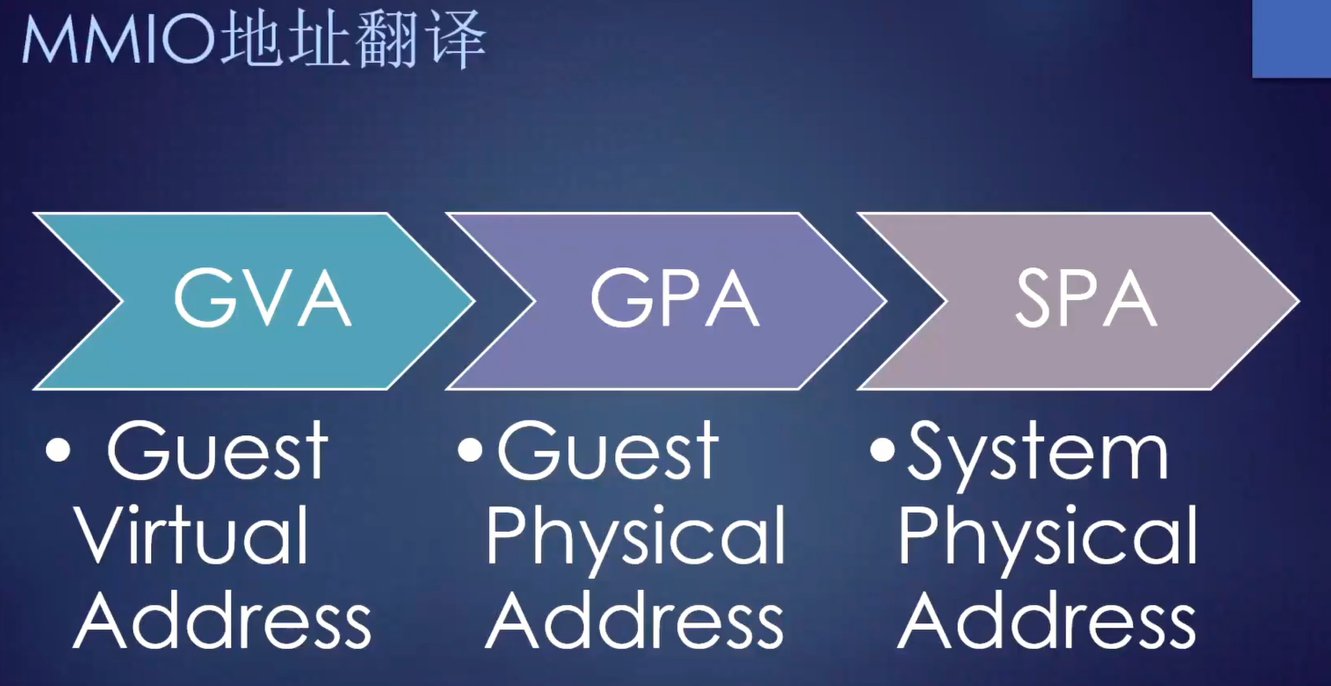 MMIO地址翻译
GVA
GPA
SPA
• Guest
Virtual
Address
•Guest
Physical
Address
•System
Physical
Address